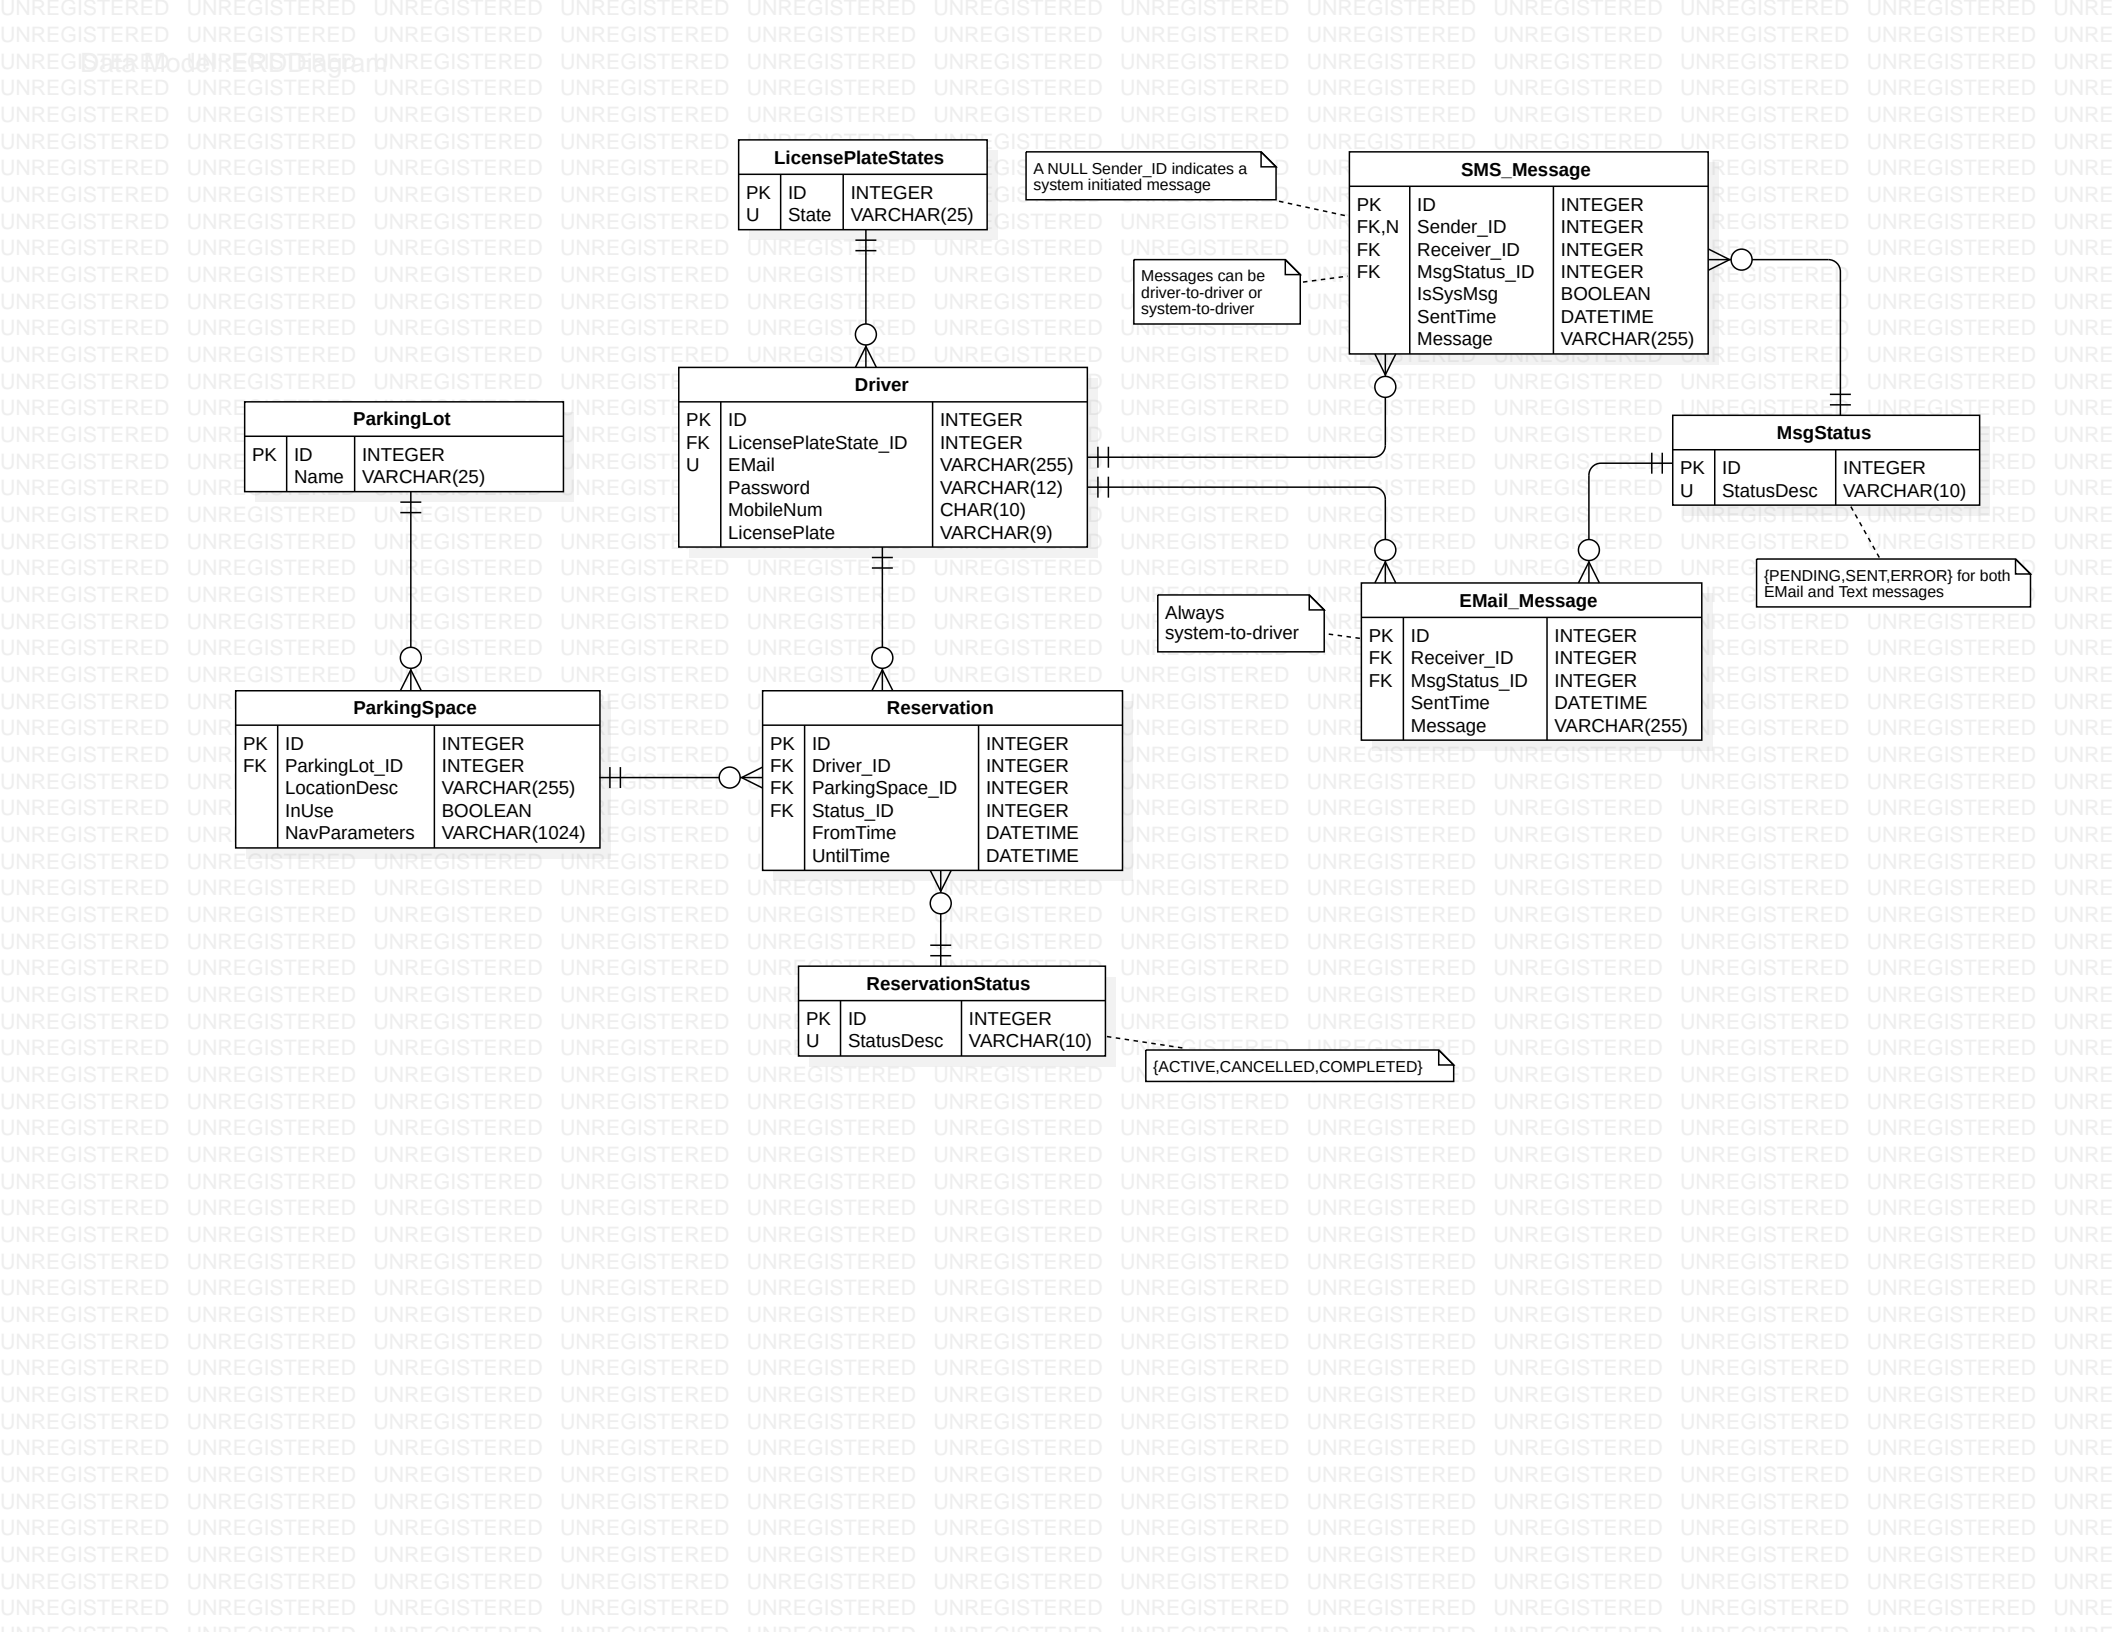 Data Model::ERDDiagram
LicensePlateStates
PK ID INTEGER
U State VARCHAR(25)
A NULL Sender_ID indicates a
system initiated message
SMS_Message
PK ID INTEGER
FK,N Sender_ID INTEGER
FK Receiver_ID INTEGER
FK MsgStatus_ID INTEGER
IsSysMsg BOOLEAN
SentTime DATETIME
Message VARCHAR(255)
Messages can be
driver-to-driver or
system-to-driver
Driver
PK ID INTEGER
FK LicensePlateState_ID INTEGER
U EMail VARCHAR(255)
Password VARCHAR(12)
MobileNum CHAR(10)
LicensePlate VARCHAR(9)
ParkingLot
PK ID INTEGER
Name VARCHAR(25)
MsgStatus
PK ID INTEGER
U StatusDesc VARCHAR(10)
{PENDING,SENT,ERROR} for both
EMail and Text messages
Always
system-to-driver
EMail_Message
PK ID INTEGER
FK Receiver_ID INTEGER
FK MsgStatus_ID INTEGER
SentTime DATETIME
Message VARCHAR(255)
ParkingSpace
PK ID INTEGER
FK ParkingLot_ID INTEGER
LocationDesc VARCHAR(255)
InUse BOOLEAN
NavParameters VARCHAR(1024)
Reservation
PK ID INTEGER
FK Driver_ID INTEGER
FK ParkingSpace_ID INTEGER
FK Status_ID INTEGER
FromTime DATETIME
UntilTime DATETIME
ReservationStatus
PK ID INTEGER
U StatusDesc VARCHAR(10)
{ACTIVE,CANCELLED,COMPLETED}
UNREGISTERED